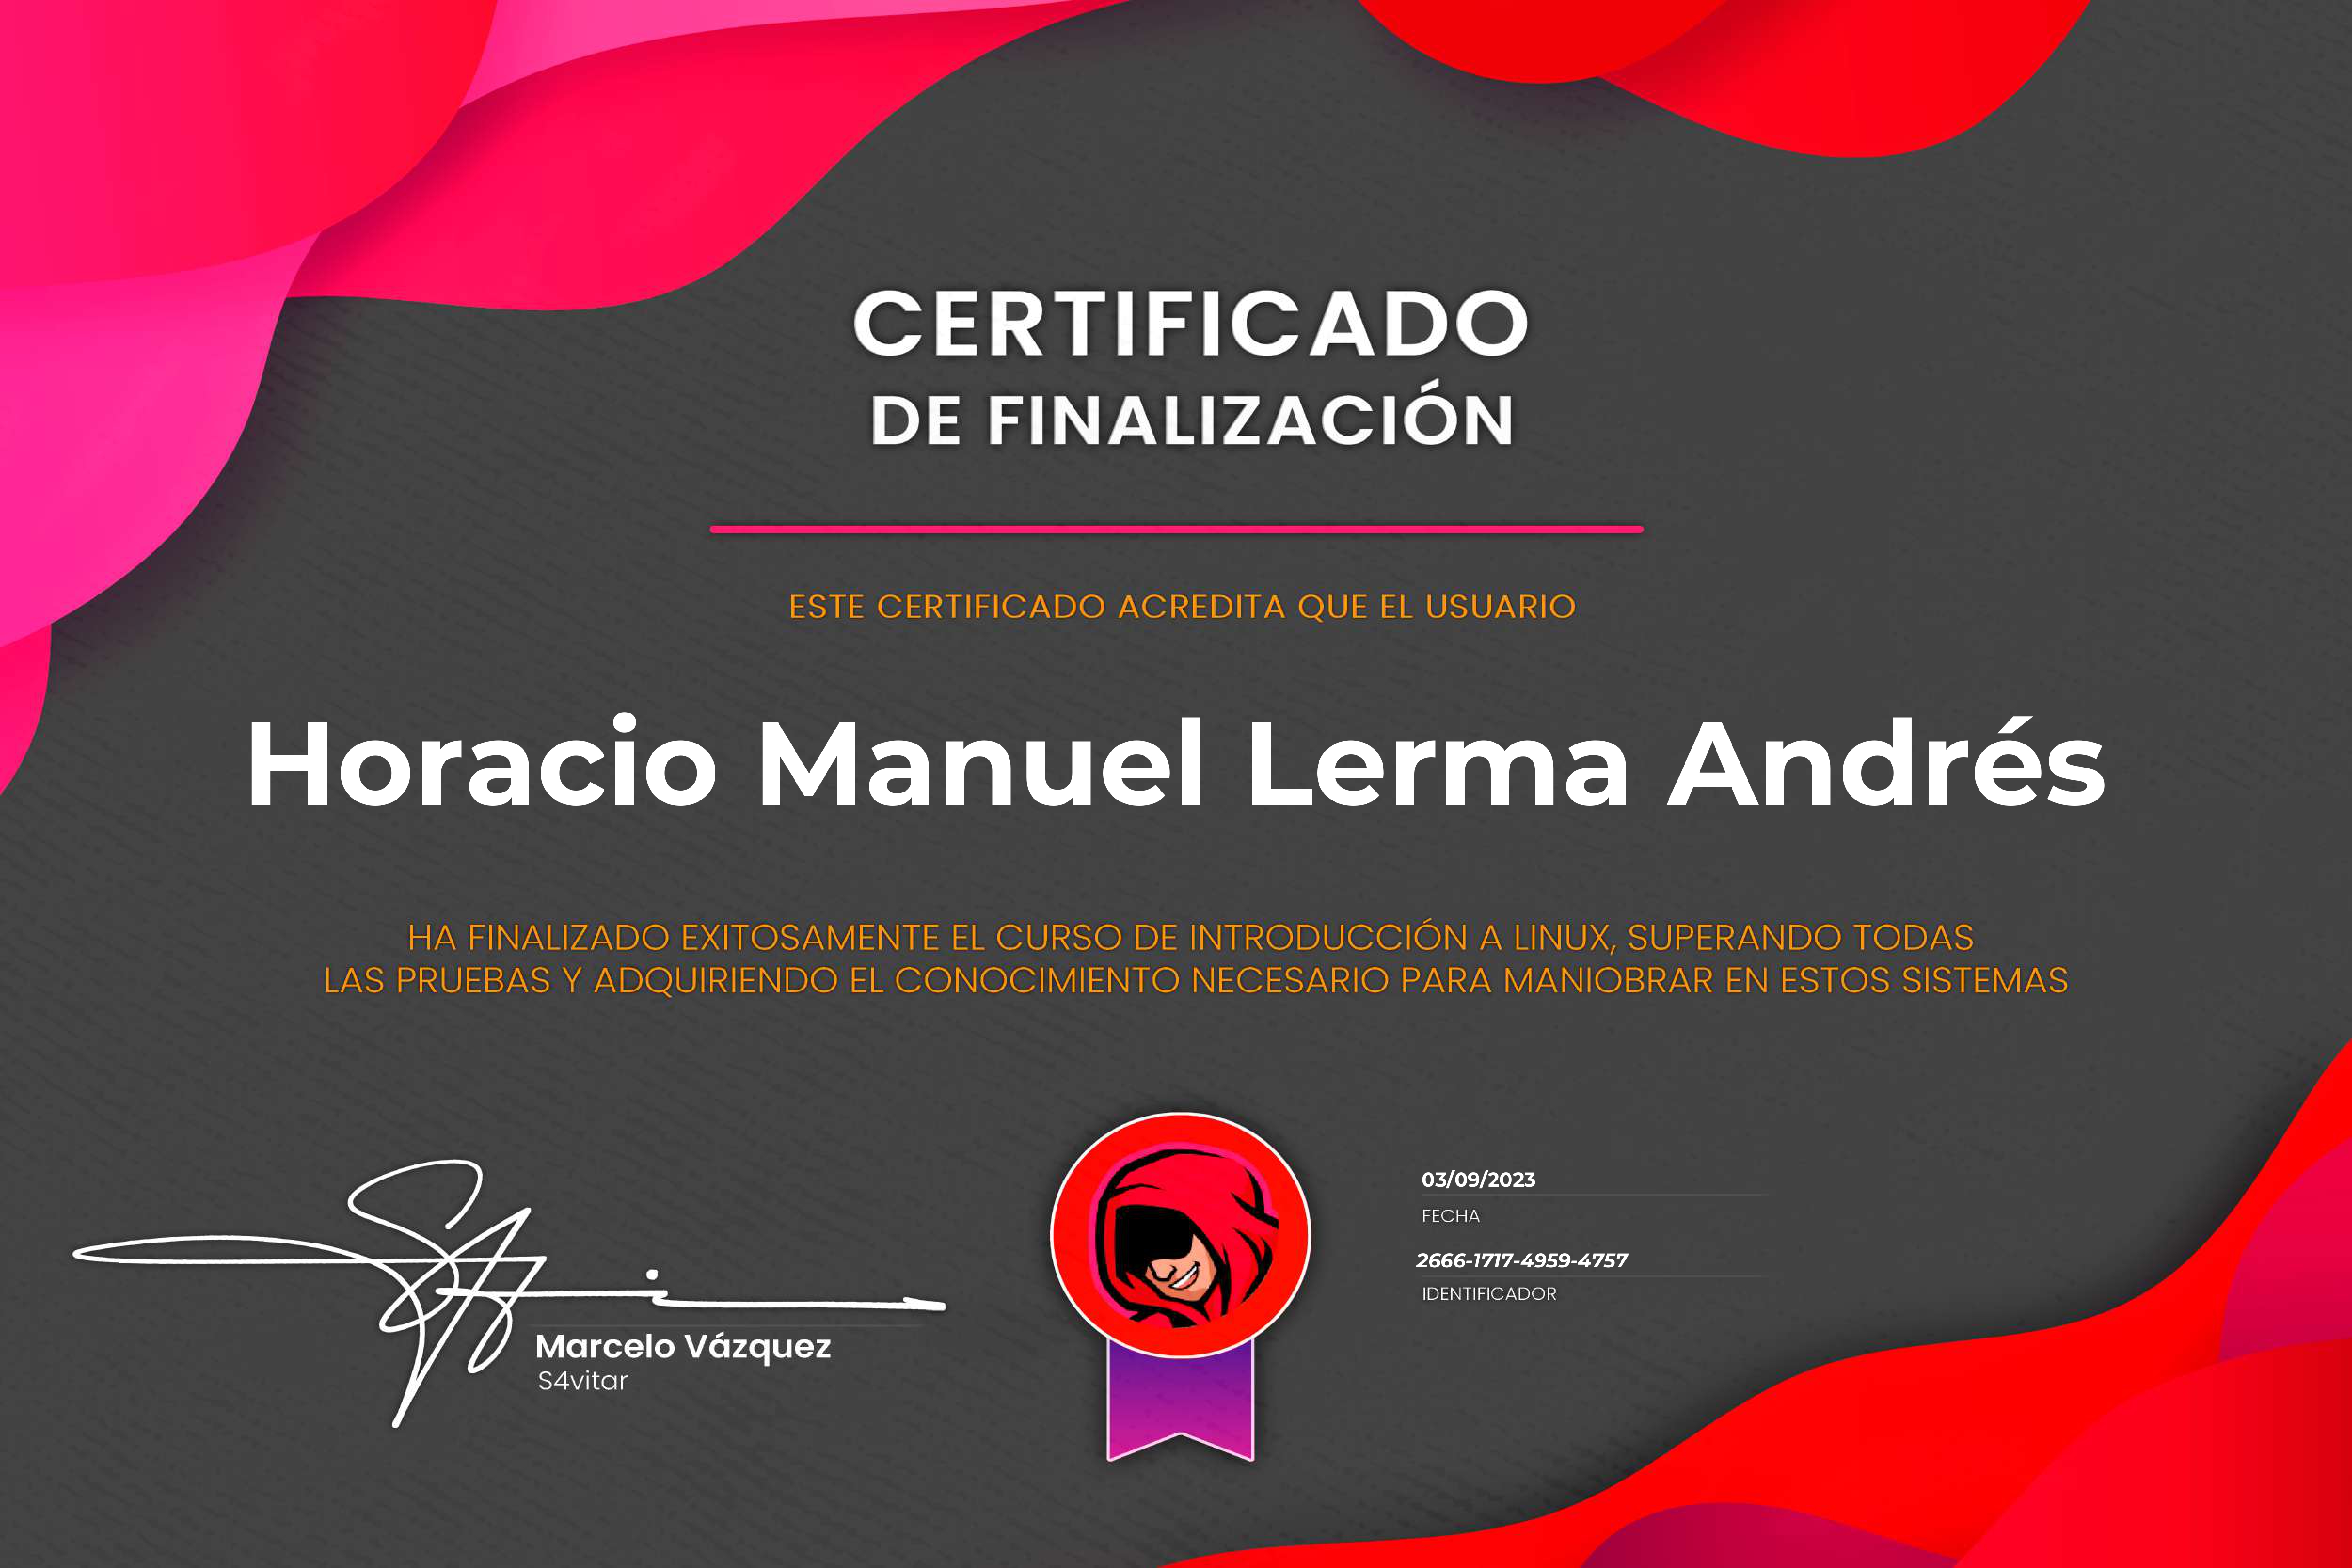 CERTIFICADO
DE FINALIZACIÓN
ESTE CERTIFICADO ACREDITA QUE EL USUARIO
Horacio Manuel Lerma Andrés
HA FINALIZADO EXITOSAMENTE EL CURSO DE INTRODUCCIÓN A LINUX, SUPERANDO TODAS
LAS PRUEBAS Y ADQUIRIENDO EL CONOCIMIENTO NECESARIO PARA MANIOBRAR EN ESTOS SISTEMAS
Marcelo Vázquez
S4vitar
03/09/2023
FECHA
2666-1717-4959-4757
IDENTIFICADOR